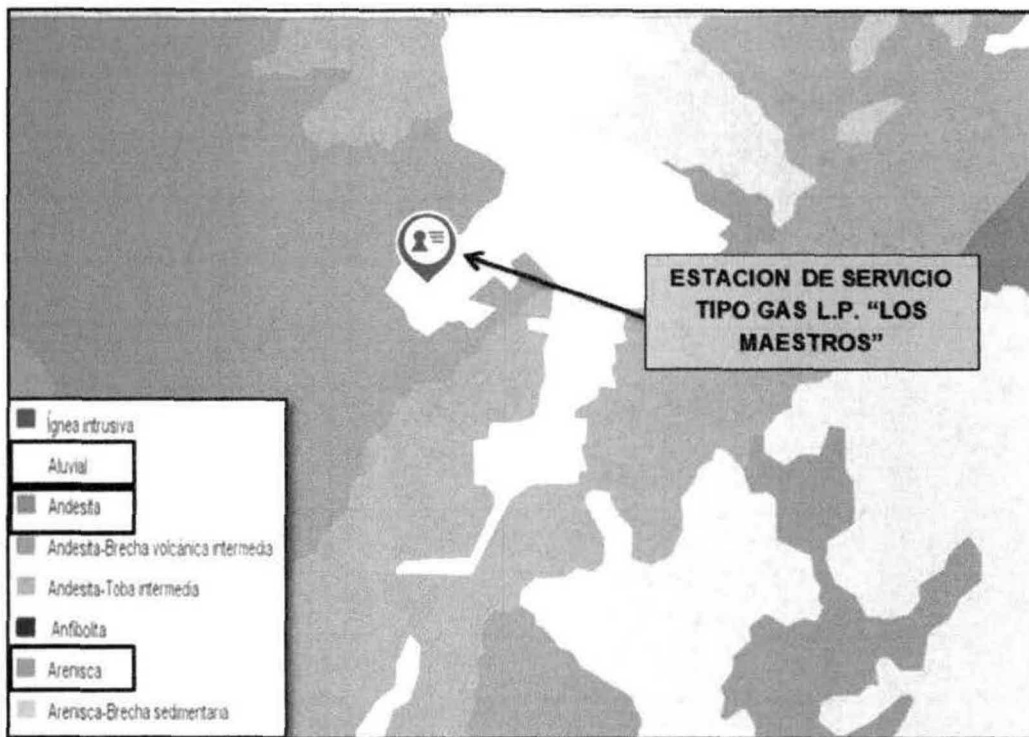 ESTACION DE SERVICIO
TIPO GAS L.P. “LOS
MAESTROS”
Ígnea intrusiva
Aluvial
Andesita
Andesita-Brecha volcánica intermedia
Andesita-Toba intermedia
Anfibolita
Arenisca
Arenisca-Brecha sedimentaria